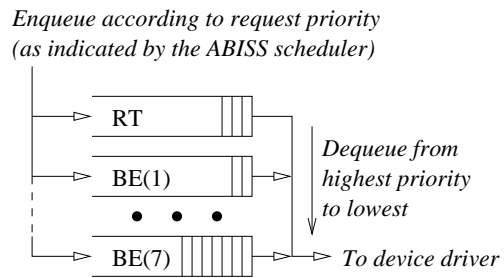 Enqueue according to request priority
(as indicated by the ABISS scheduler)
RT
BE(1)
Dequeue from
highest priority
to lowest
BE(7)
To device driver